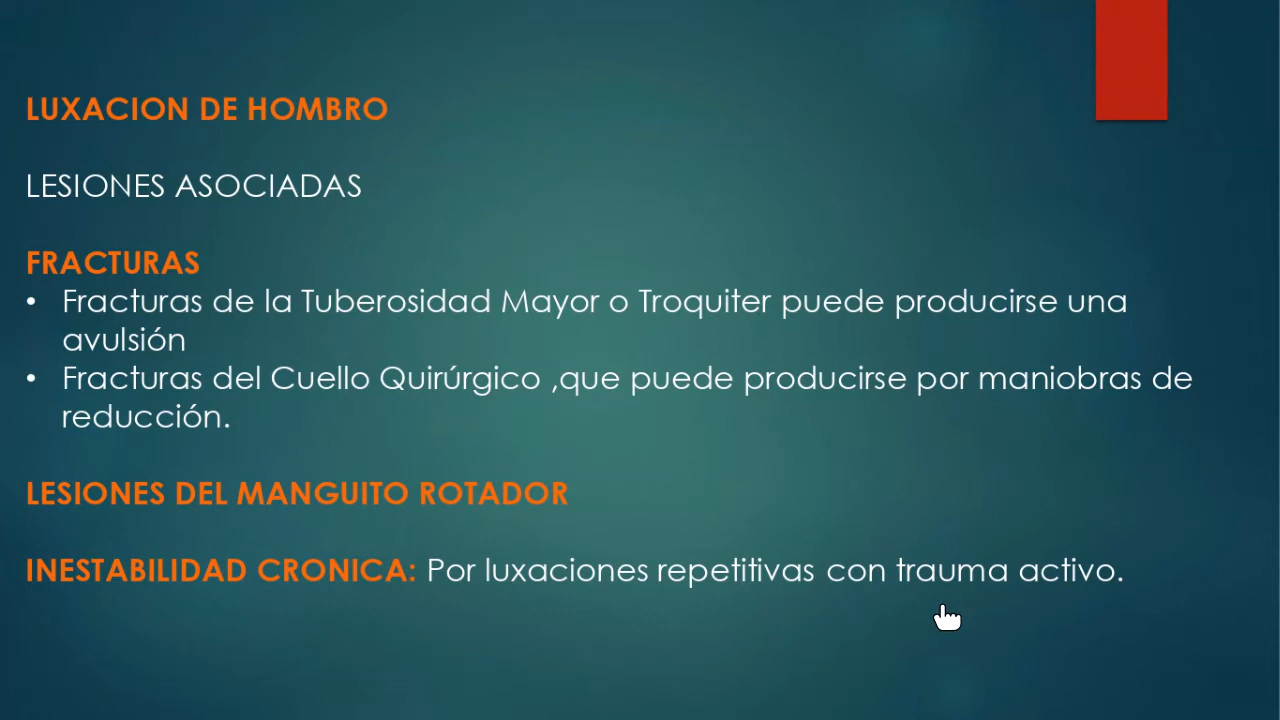 LUXACION DE HOMBRO
LESIONES ASOCIADAS
FRACTURAS
• Fracturas de la Tuberosidad Mayor o Troquiter puede producirse una
avulsión
• Fracturas del Cuello Quirúrgico ,que puede producirse por maniobras de
reducción.
LESIONES DEL MANGUITO ROTADOR
INESTABILIDAD CRONICA: Por luxaciones repetitivas con trauma activo.